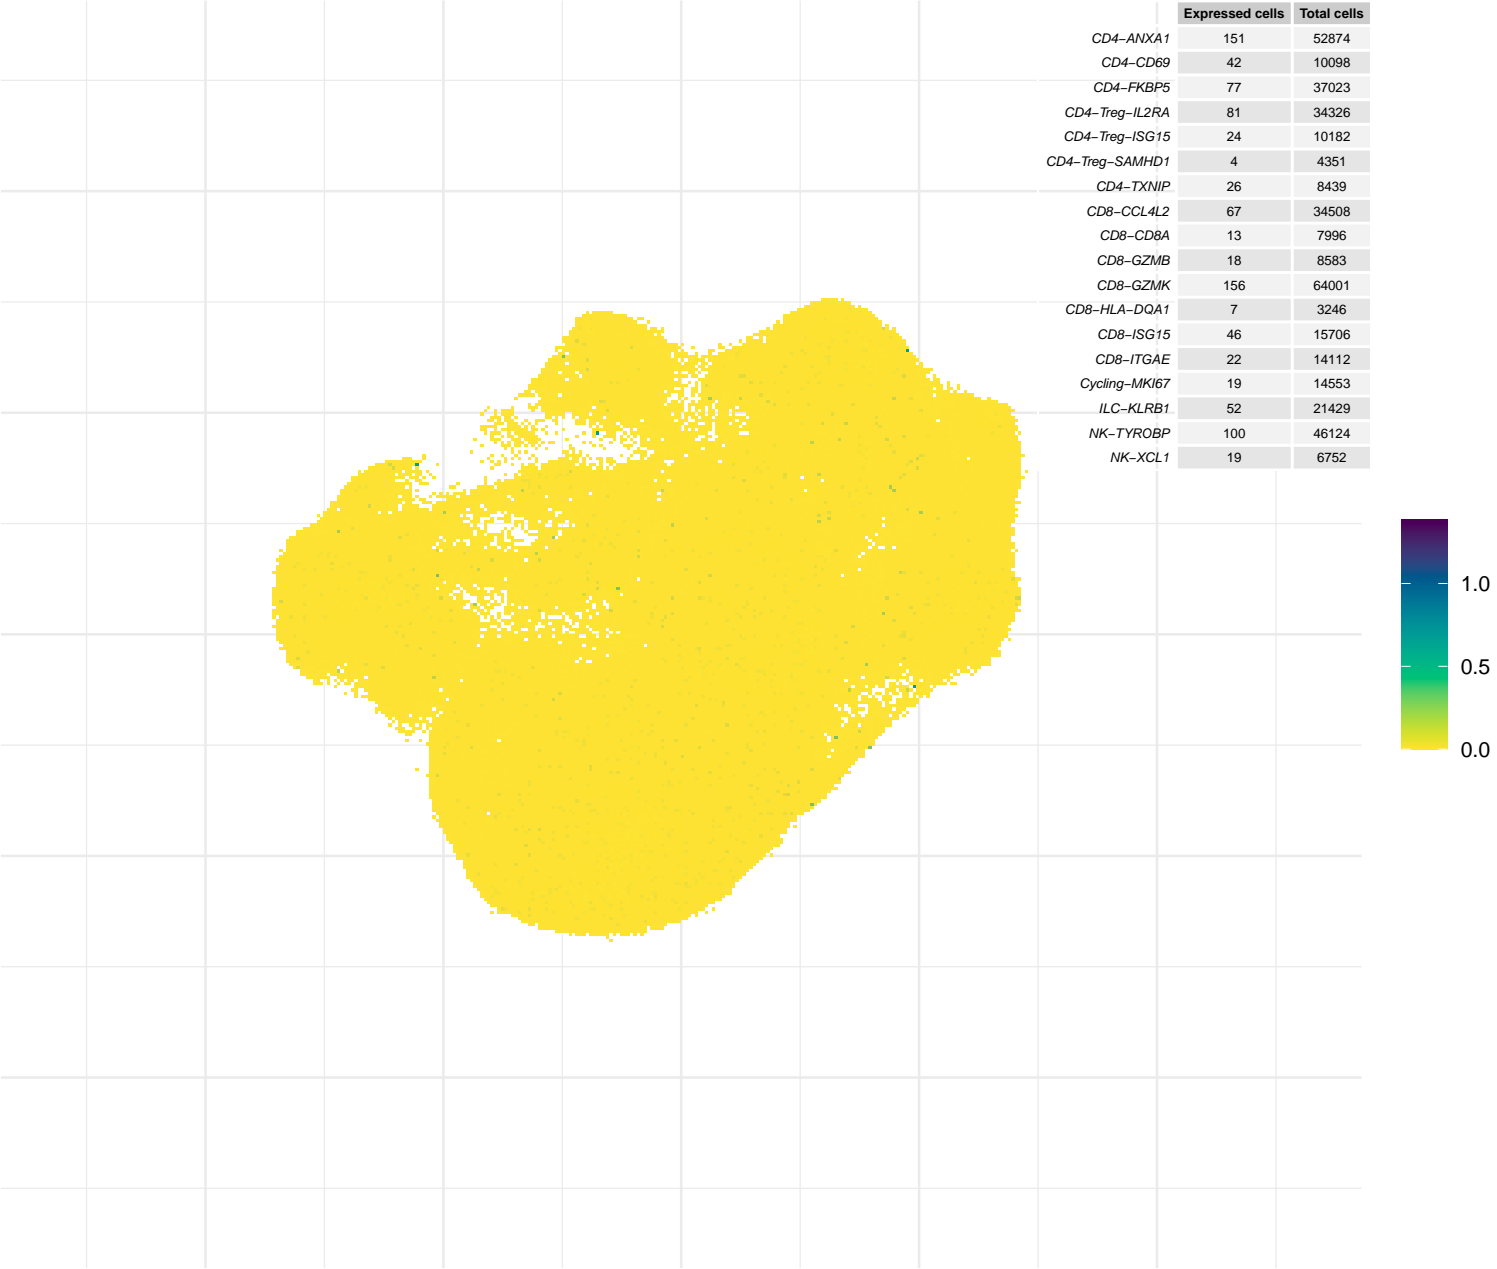 Expressed cells Total cells
CD4−ANXA1 151 52874
CD4−CD69 42 10098
CD4−FKBP5 77 37023
CD4−Treg−IL2RA 81 34326
CD4−Treg−ISG15 24 10182
CD4−Treg−SAMHD1 4 4351
CD4−TXNIP 26 8439
CD8−CCL4L2 67 34508
CD8−CD8A 13 7996
CD8−GZMB 18 8583
CD8−GZMK 156 64001
CD8−HLA−DQA1 7 3246
CD8−ISG15 46 15706
CD8−ITGAE 22 14112
Cycling−MKI67 19 14553
ILC−KLRB1 52 21429
NK−TYROBP 100 46124
NK−XCL1 19 6752
1.0
0.5
0.0